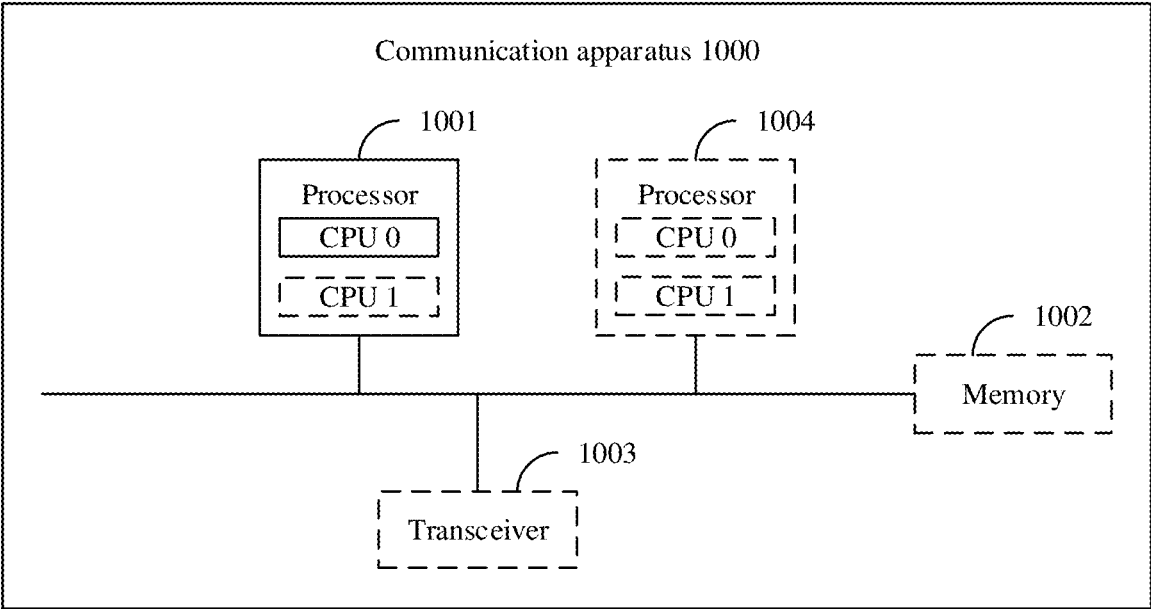 Communication apparatus 1000
1001
1004
Processor
Processor
CPU 0
CPU 0
CPU 1
CPU 1
1002
Memory
1003
Transceiver